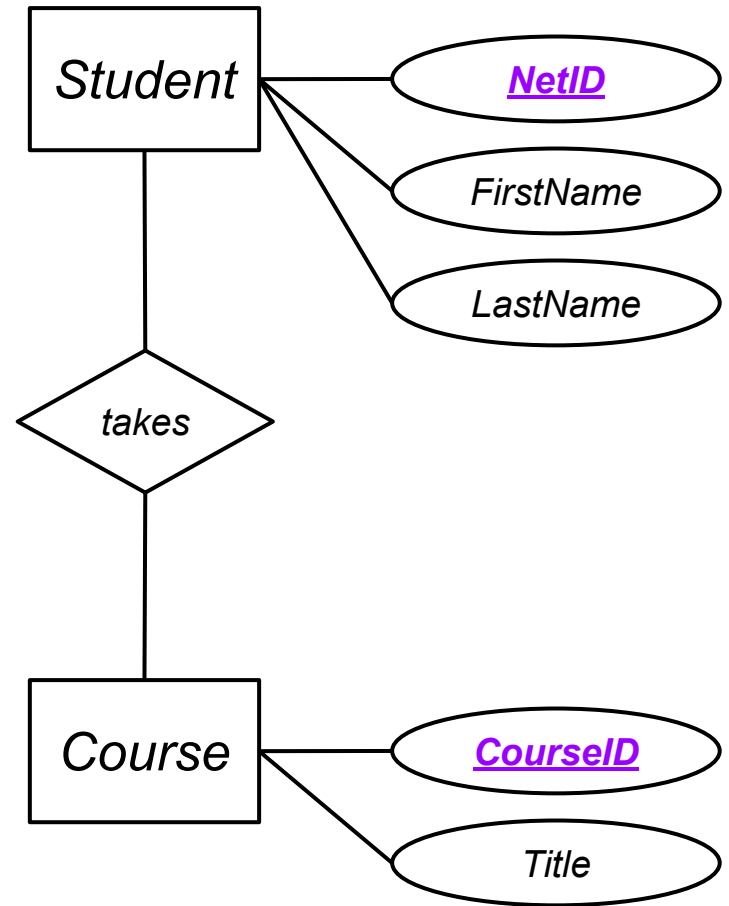 Student
NetID
FirstName
LastName
takes
Course
CourseID
Title